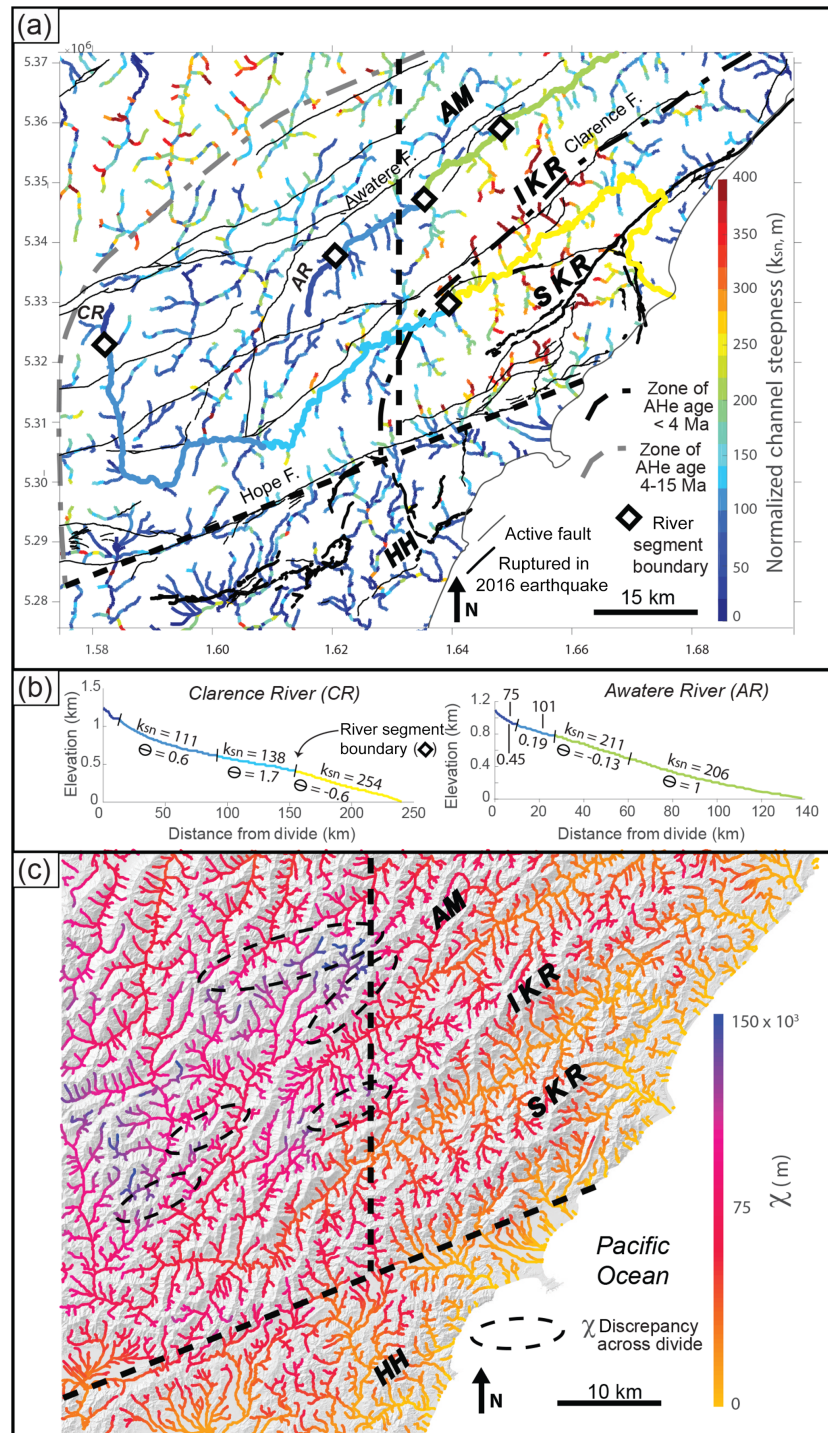 (a)
×10⁶
5.37
5.36
5.35
5.34
5.33
5.32
5.31
5.30
5.29
5.28
1.58
1.60
1.62
1.64
1.66
1.68
AM
Awatere F.
IKR
Clarence F.
AR
CR
SKR
Hope F.
HH
400
350
300
250
200
150
100
50
0
Normalized channel steepness (ksn, m)
Zone of
AHe age
< 4 Ma
Zone of
AHe age
4-15 Ma
River
segment
boundary
Active fault
Ruptured in
2016 earthquake
N
15 km
(b)
Clarence River (CR)
Elevation (km)
1.5
1
0.5
0
ksn = 111
Ɵ = 0.6
ksn = 138
Ɵ = 1.7
ksn = 254
Ɵ = -0.6
River segment
boundary (◇)
0 50 100 150 200 250
Distance from divide (km)
Awatere River (AR)
Elevation (km)
1.2
0.8
0.4
0
75
0.45
101
0.19
ksn = 211
Ɵ = -0.13
ksn = 206
Ɵ = 1
0 20 40 60 80 100 120 140
Distance from divide (km)
(c)
AM
IKR
SKR
HH
150 x 10³
75
0
χ (m)
Pacific
Ocean
χ Discrepancy
across divide
N
10 km